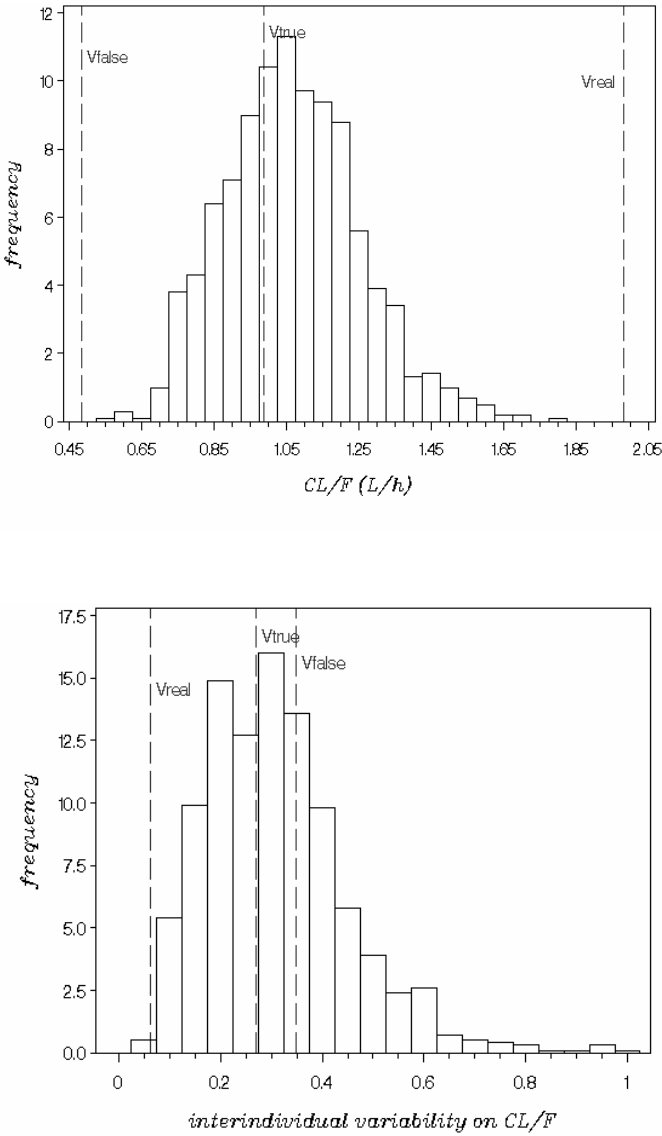 12
Vtrue
Vfalse
10
Vreal
8
frequency
6
4
2
0
0.45 0.65 0.85 1.05 1.25 1.45 1.65 1.85 2.05
CL/F (L/h)
17.5
Vtrue
Vfalse
15.0
Vreal
12.5
frequency
10.0
7.5
5.0
2.5
0.0
0 0.2 0.4 0.6 0.8 1
interindividual variability on CL/F